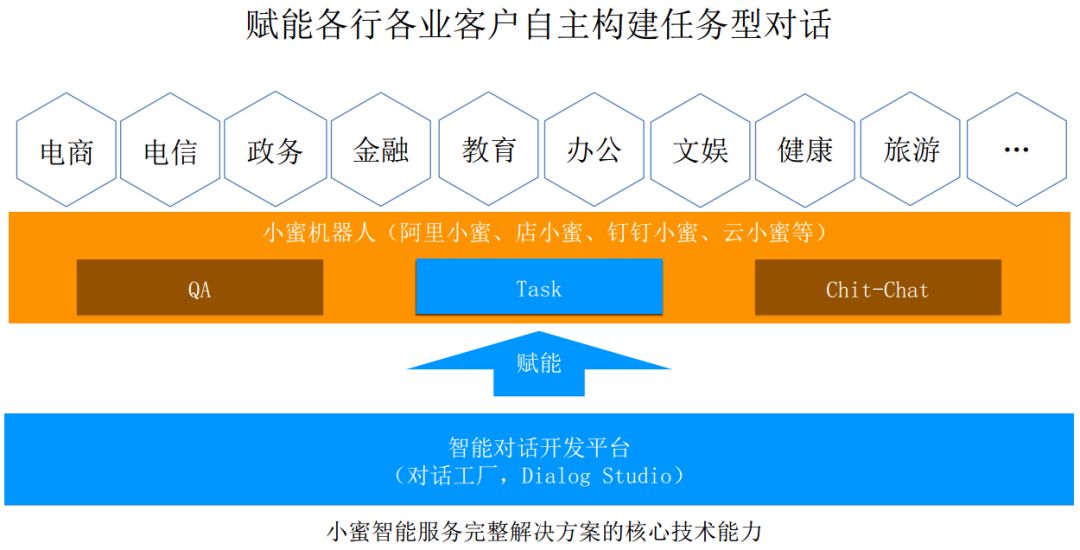 赋能各行各业客户自主构建任务型对话
电商 电信 政务 金融 教育 办公 文娱 健康 旅游 …
小蜜机器人（阿里小蜜、店小蜜、钉钉小蜜、云小蜜等）
QA Task Chit-Chat
赋能
智能对话开发平台
（对话工厂，Dialog Studio）
小蜜智能服务完整解决方案的核心技术能力